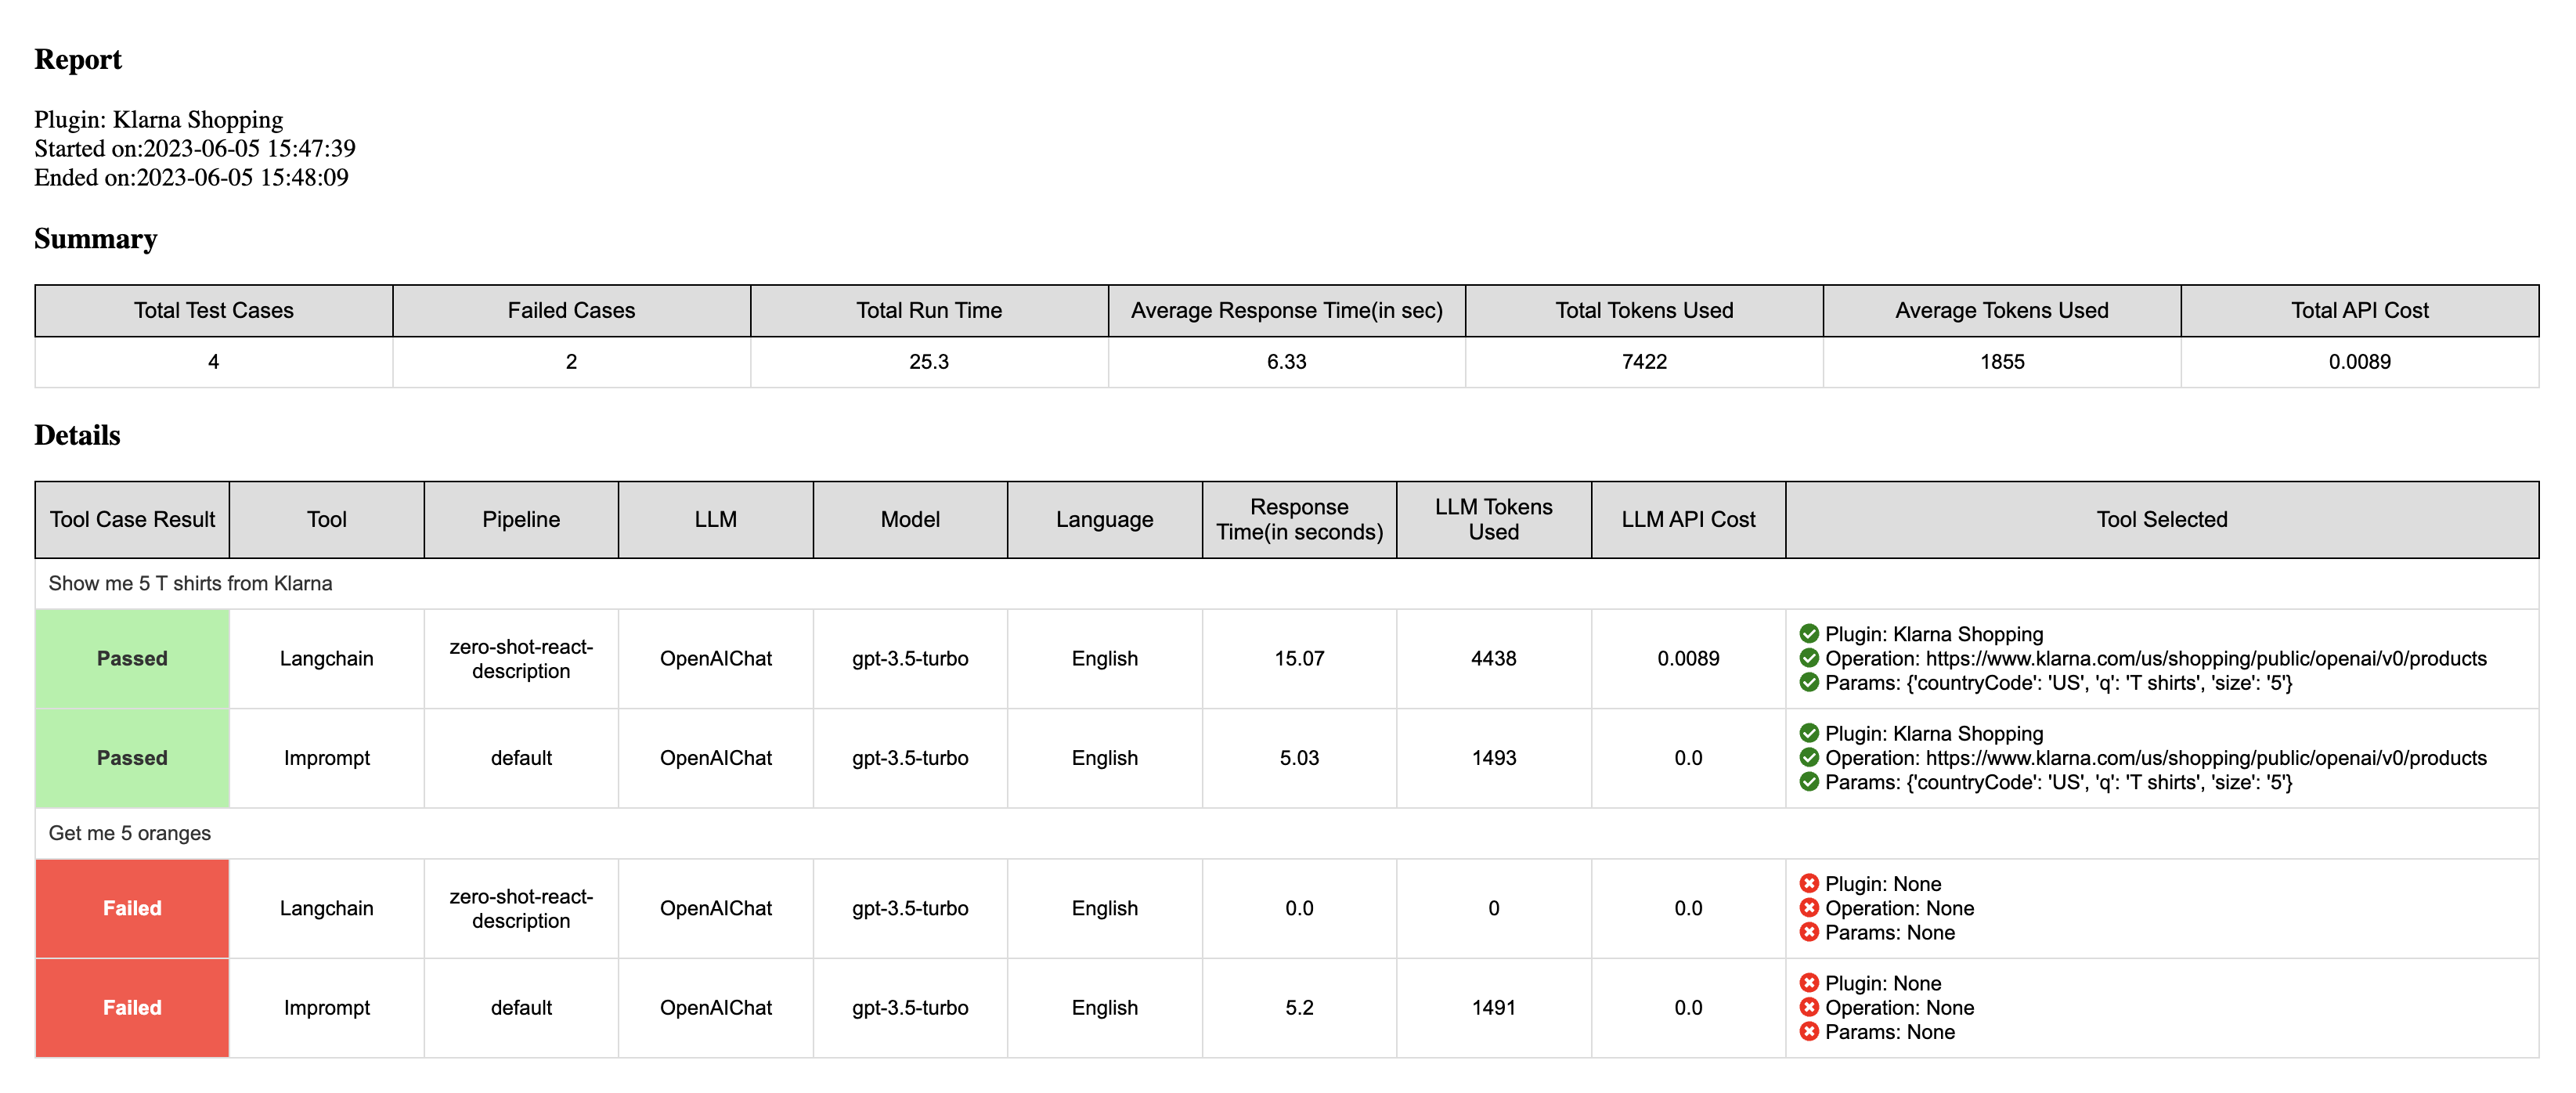 Report
Plugin: Klarna Shopping
Started on:2023-06-05 15:47:39
Ended on:2023-06-05 15:48:09
Summary
Total Test Cases Failed Cases Total Run Time Average Response Time(in sec) Total Tokens Used Average Tokens Used Total API Cost
4 2 25.3 6.33 7422 1855 0.0089
Details
Tool Case Result Tool Pipeline LLM Model Language Response Time(in seconds) LLM Tokens Used LLM API Cost Tool Selected
Show me 5 T shirts from Klarna
Passed Langchain zero-shot-react-description OpenAIChat gpt-3.5-turbo English 15.07 4438 0.0089 Plugin: Klarna Shopping
Operation: https://www.klarna.com/us/shopping/public/openai/v0/products
Params: {'countryCode': 'US', 'q': 'T shirts', 'size': '5'}
Passed Imprompt default OpenAIChat gpt-3.5-turbo English 5.03 1493 0.0 Plugin: Klarna Shopping
Operation: https://www.klarna.com/us/shopping/public/openai/v0/products
Params: {'countryCode': 'US', 'q': 'T shirts', 'size': '5'}
Get me 5 oranges
Failed Langchain zero-shot-react-description OpenAIChat gpt-3.5-turbo English 0.0 0 0.0 Plugin: None
Operation: None
Params: None
Failed Imprompt default OpenAIChat gpt-3.5-turbo English 5.2 1491 0.0 Plugin: None
Operation: None
Params: None